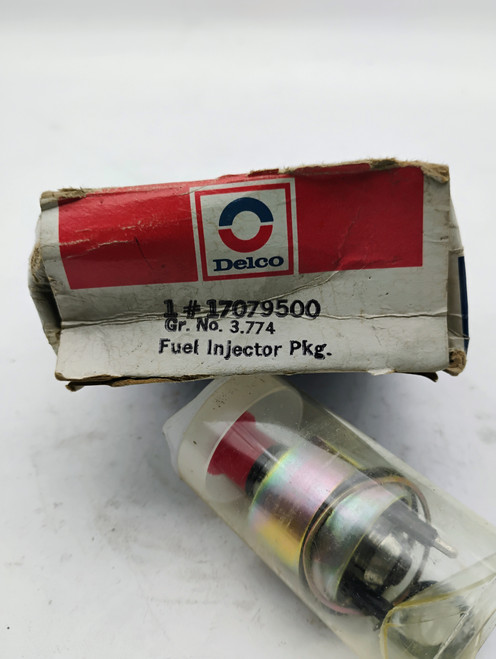 Delco
1 # 17079500
Gr. No. 3.774
Fuel Injector Pkg.